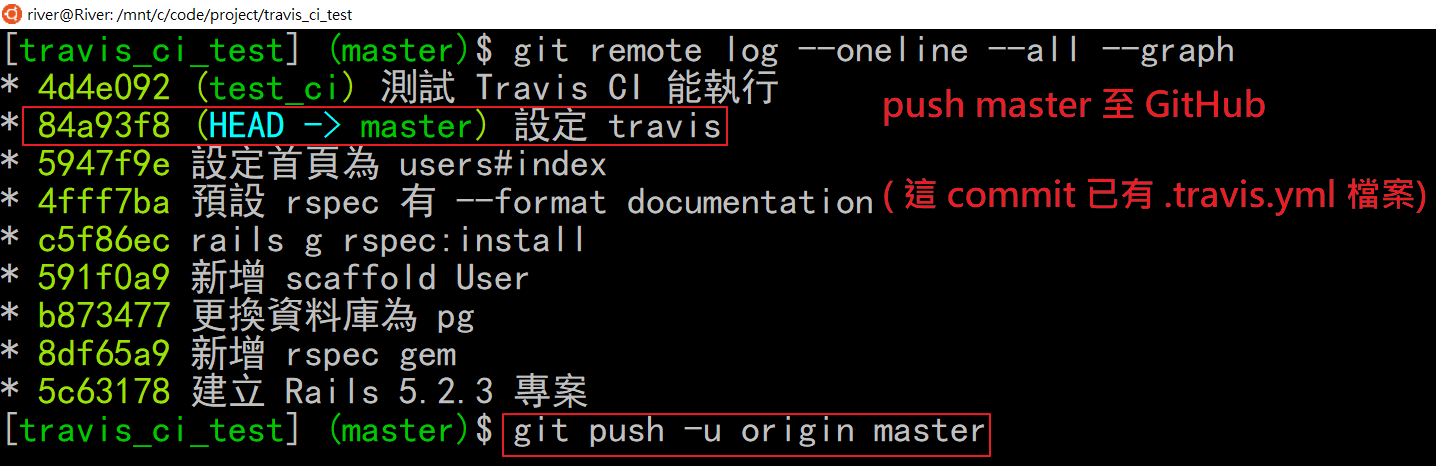 river@River: /mnt/c/code/project/travis_ci_test
[travis_ci_test] (master)$ git remote log --oneline --all --graph
* 4d4e092 (test_ci) 測試 Travis CI 能執行
push master 至 GitHub
* 84a93f8 (HEAD -> master) 設定 travis
* 5947f9e 設定首頁為 users#index
* 4fff7ba 預設 rspec 有 --format documentation
( 這 commit 已有 .travis.yml 檔案)
* c5f86ec rails g rspec:install
* 591f0a9 新增 scaffold User
* b873477 更換資料庫為 pg
* 8df65a9 新增 rspec gem
* 5c63178 建立 Rails 5.2.3 專案
[travis_ci_test] (master)$ git push -u origin master